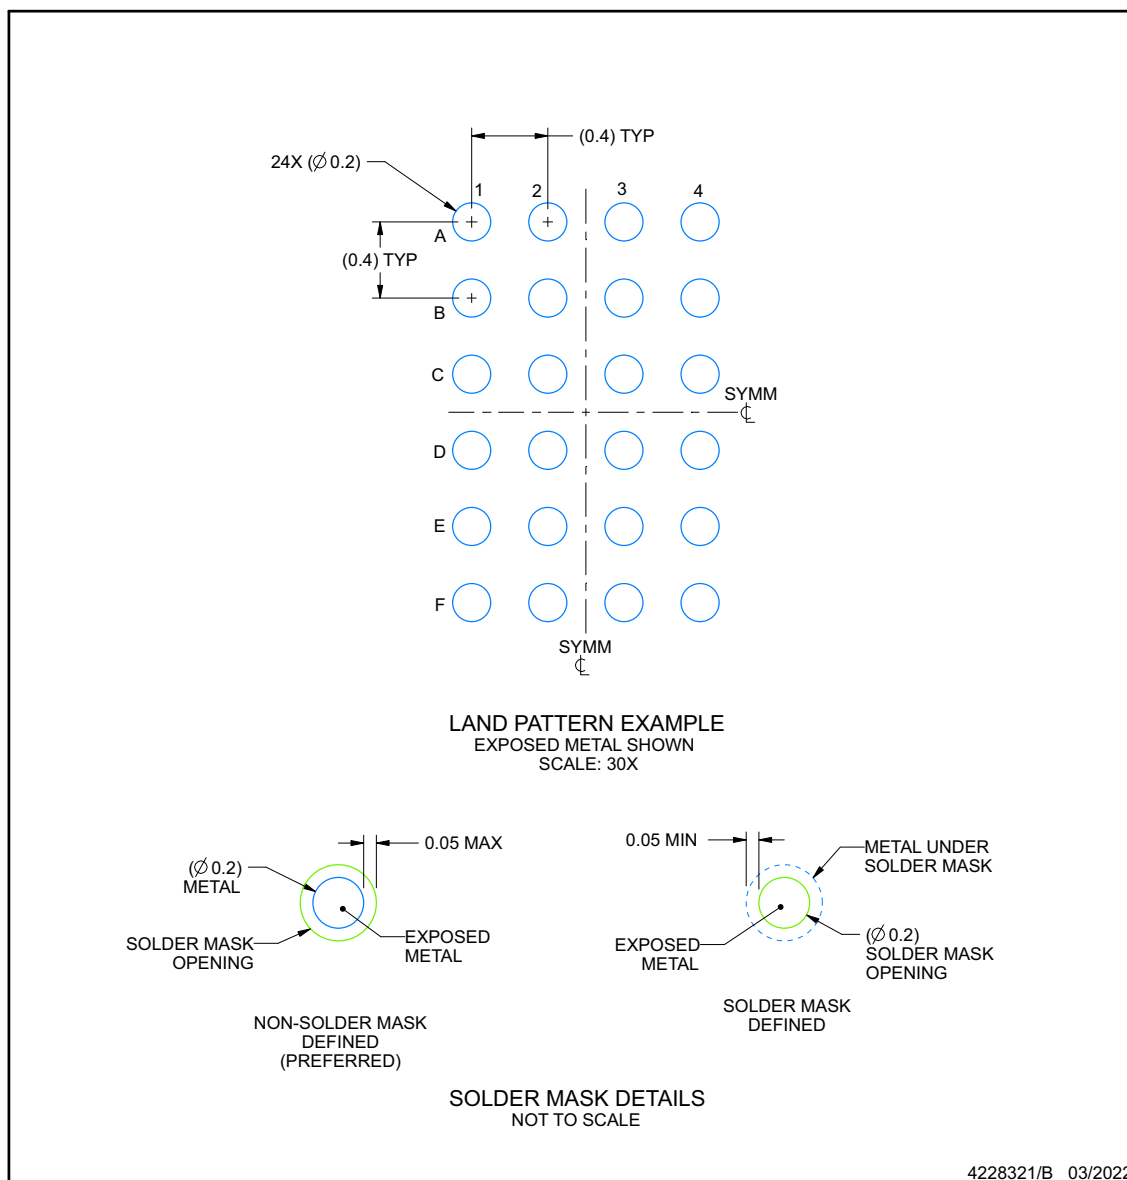 (0.4) TYP
24X (∅ 0.2)
1 2 3 4
A
(0.4) TYP
B
C
SYMM
℄
D
E
F
SYMM
℄
LAND PATTERN EXAMPLE
EXPOSED METAL SHOWN
SCALE: 30X
0.05 MAX
(∅ 0.2)
METAL
SOLDER MASK
OPENING
EXPOSED
METAL
NON-SOLDER MASK
DEFINED
(PREFERRED)
0.05 MIN
METAL UNDER
SOLDER MASK
EXPOSED
METAL
(∅ 0.2)
SOLDER MASK
OPENING
SOLDER MASK
DEFINED
SOLDER MASK DETAILS
NOT TO SCALE
4228321/B 03/2022